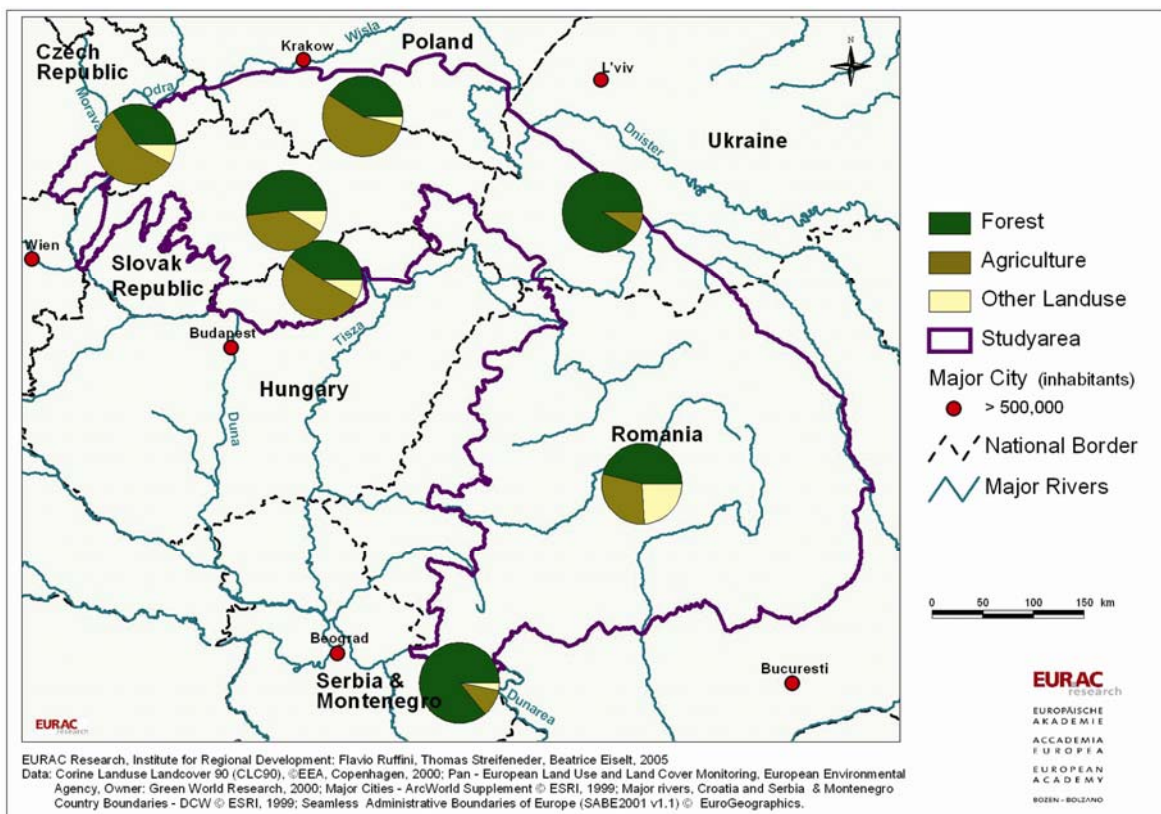 Czech
Republic
Krakow
Wisla
Poland
L'viv
Odra
Morava
Dnister
Ukraine
Wien
Slovak
Republic
Budapest
Tisza
Hungary
Duna
Romania
Beograd
Serbia &
Montenegro
Dunarea
Bucuresti
N
EURAC
research
Forest
Agriculture
Other Landuse
Studyarea
Major City (inhabitants)
> 500,000
National Border
Major Rivers
0 50 100 150 km
EURAC
research
EUROPÄISCHE
AKADEMIE
ACCADEMIA
EUROPEA
EUROPEAN
ACADEMY
BOZEN - BOLZANO
EURAC Research, Institute for Regional Development: Flavio Ruffini, Thomas Streifeneder, Beatrice Eiselt, 2005
Data: Corine Landuse Landcover 90 (CLC90), ©EEA, Copenhagen, 2000; Pan - European Land Use and Land Cover Monitoring, European Environmental
Agency, Owner: Green World Research, 2000; Major Cities - ArcWorld Supplement © ESRI, 1999; Major rivers, Croatia and Serbia & Montenegro
Country Boundaries - DCW © ESRI, 1999; Seamless Administrative Boundaries of Europe (SABE2001 v1.1) © EuroGeographics.